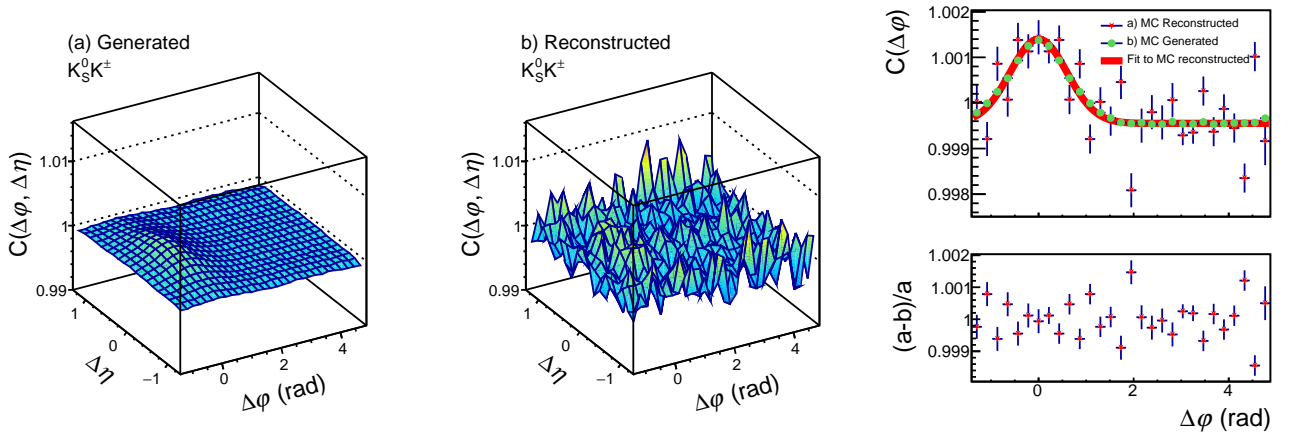 (a) Generated
K⁰_S K^±
C(Δφ, Δη)
1.01
1
0.99
1
0
−1
Δη
0
2
4
Δφ (rad)
b) Reconstructed
K⁰_S K^±
C(Δφ, Δη)
1.01
1
0.99
1
0
−1
Δη
0
2
4
Δφ (rad)
C(Δφ)
1.002
1.001
1
0.999
0.998
a) MC Reconstructed
b) MC Generated
Fit to MC reconstructed
(a-b)/a
1.002
1.001
1
0.999
0
2
4
Δφ (rad)